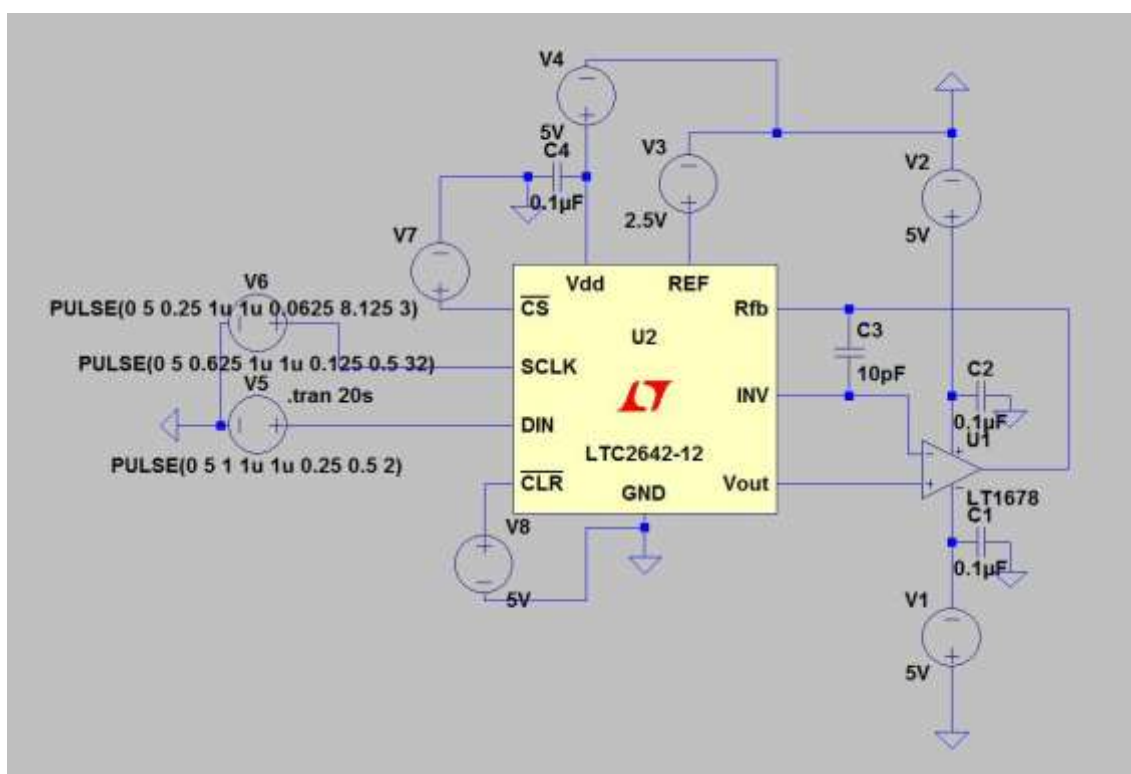 V4
5V
C4
0.1µF
V3
2.5V
V2
5V
V7
V6
PULSE(0 5 0.25 1u 1u 0.0625 8.125 3)
PULSE(0 5 0.625 1u 1u 0.125 0.5 32)
V5
.tran 20s
PULSE(0 5 1 1u 1u 0.25 0.5 2)
Vdd
REF
CS
Rfb
U2
SCLK
INV
DIN
LTC2642-12
CLR
GND
Vout
C3
10pF
C2
0.1µF
U1
LT1678
C1
0.1µF
V8
5V
V1
5V